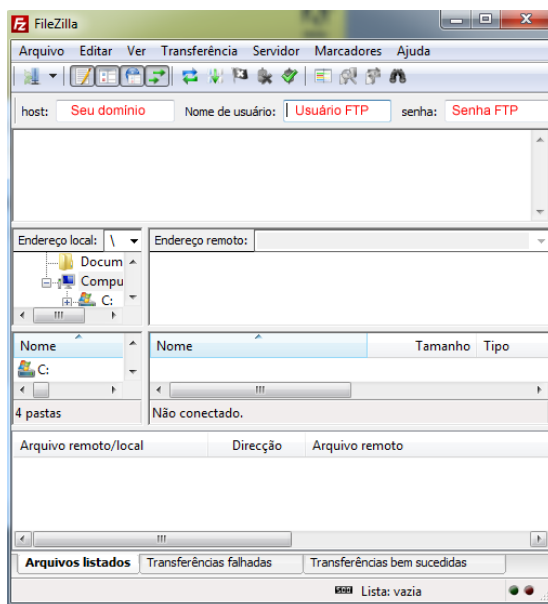 FileZilla
Arquivo Editar Ver Transferência Servidor Marcadores Ajuda
host: Seu domínio Nome de usuário: Usuário FTP senha: Senha FTP
Endereço local: \ Endereço remoto:
Docum
Compu
C:
Nome Nome Tamanho Tipo
C:
4 pastas Não conectado.
Arquivo remoto/local Direcção Arquivo remoto
Arquivos listados Transferências falhadas Transferências bem sucedidas
Lista: vazia